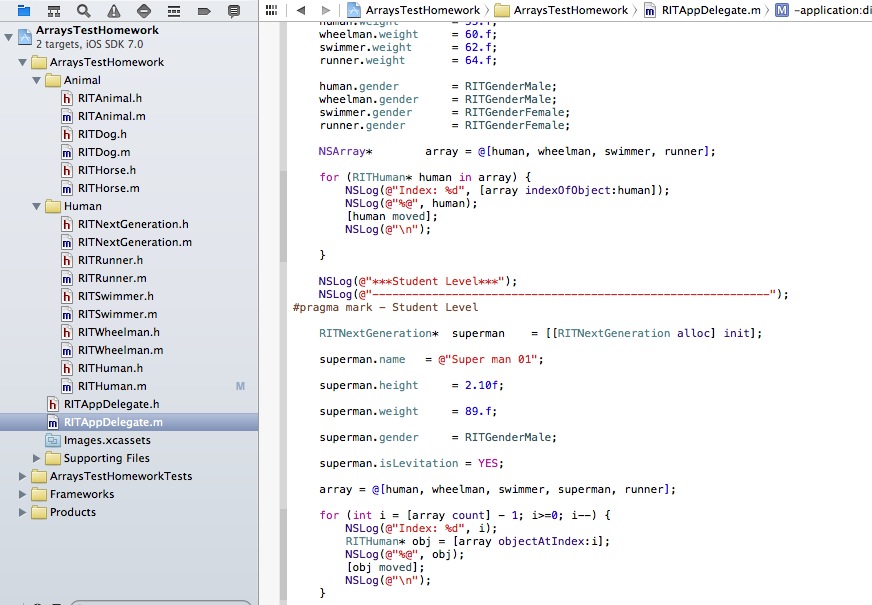 ArraysTestHomework
2 targets, iOS SDK 7.0
ArraysTestHomework
Animal
RITAnimal.h
RITAnimal.m
RITDog.h
RITDog.m
RITHorse.h
RITHorse.m
Human
RITNextGeneration.h
RITNextGeneration.m
RITRunner.h
RITRunner.m
RITSwimmer.h
RITSwimmer.m
RITWheelman.h
RITWheelman.m
RITHuman.h
RITHuman.m M
RITAppDelegate.h
RITAppDelegate.m
Images.xcassets
Supporting Files
ArraysTestHomeworkTests
Frameworks
Products
ArraysTestHomework ArraysTestHomework RITAppDelegate.m M -application:di
human.weight = 55.f;
wheelman.weight = 60.f;
swimmer.weight = 62.f;
runner.weight = 64.f;
human.gender = RITGenderMale;
wheelman.gender = RITGenderMale;
swimmer.gender = RITGenderFemale;
runner.gender = RITGenderFemale;
NSArray* array = @[human, wheelman, swimmer, runner];
for (RITHuman* human in array) {
NSLog(@"Index: %d", [array indexOfObject:human]);
NSLog(@"%@", human);
[human moved];
NSLog(@"\n");
}
NSLog(@"***Student Level***");
NSLog(@"------------------------------------------------------------");
#pragma mark - Student Level
RITNextGeneration* superman = [[RITNextGeneration alloc] init];
superman.name = @"Super man 01";
superman.height = 2.10f;
superman.weight = 89.f;
superman.gender = RITGenderMale;
superman.isLevitation = YES;
array = @[human, wheelman, swimmer, superman, runner];
for (int i = [array count] - 1; i>=0; i--) {
NSLog(@"Index: %d", i);
RITHuman* obj = [array objectAtIndex:i];
NSLog(@"%@", obj);
[obj moved];
NSLog(@"\n");
}